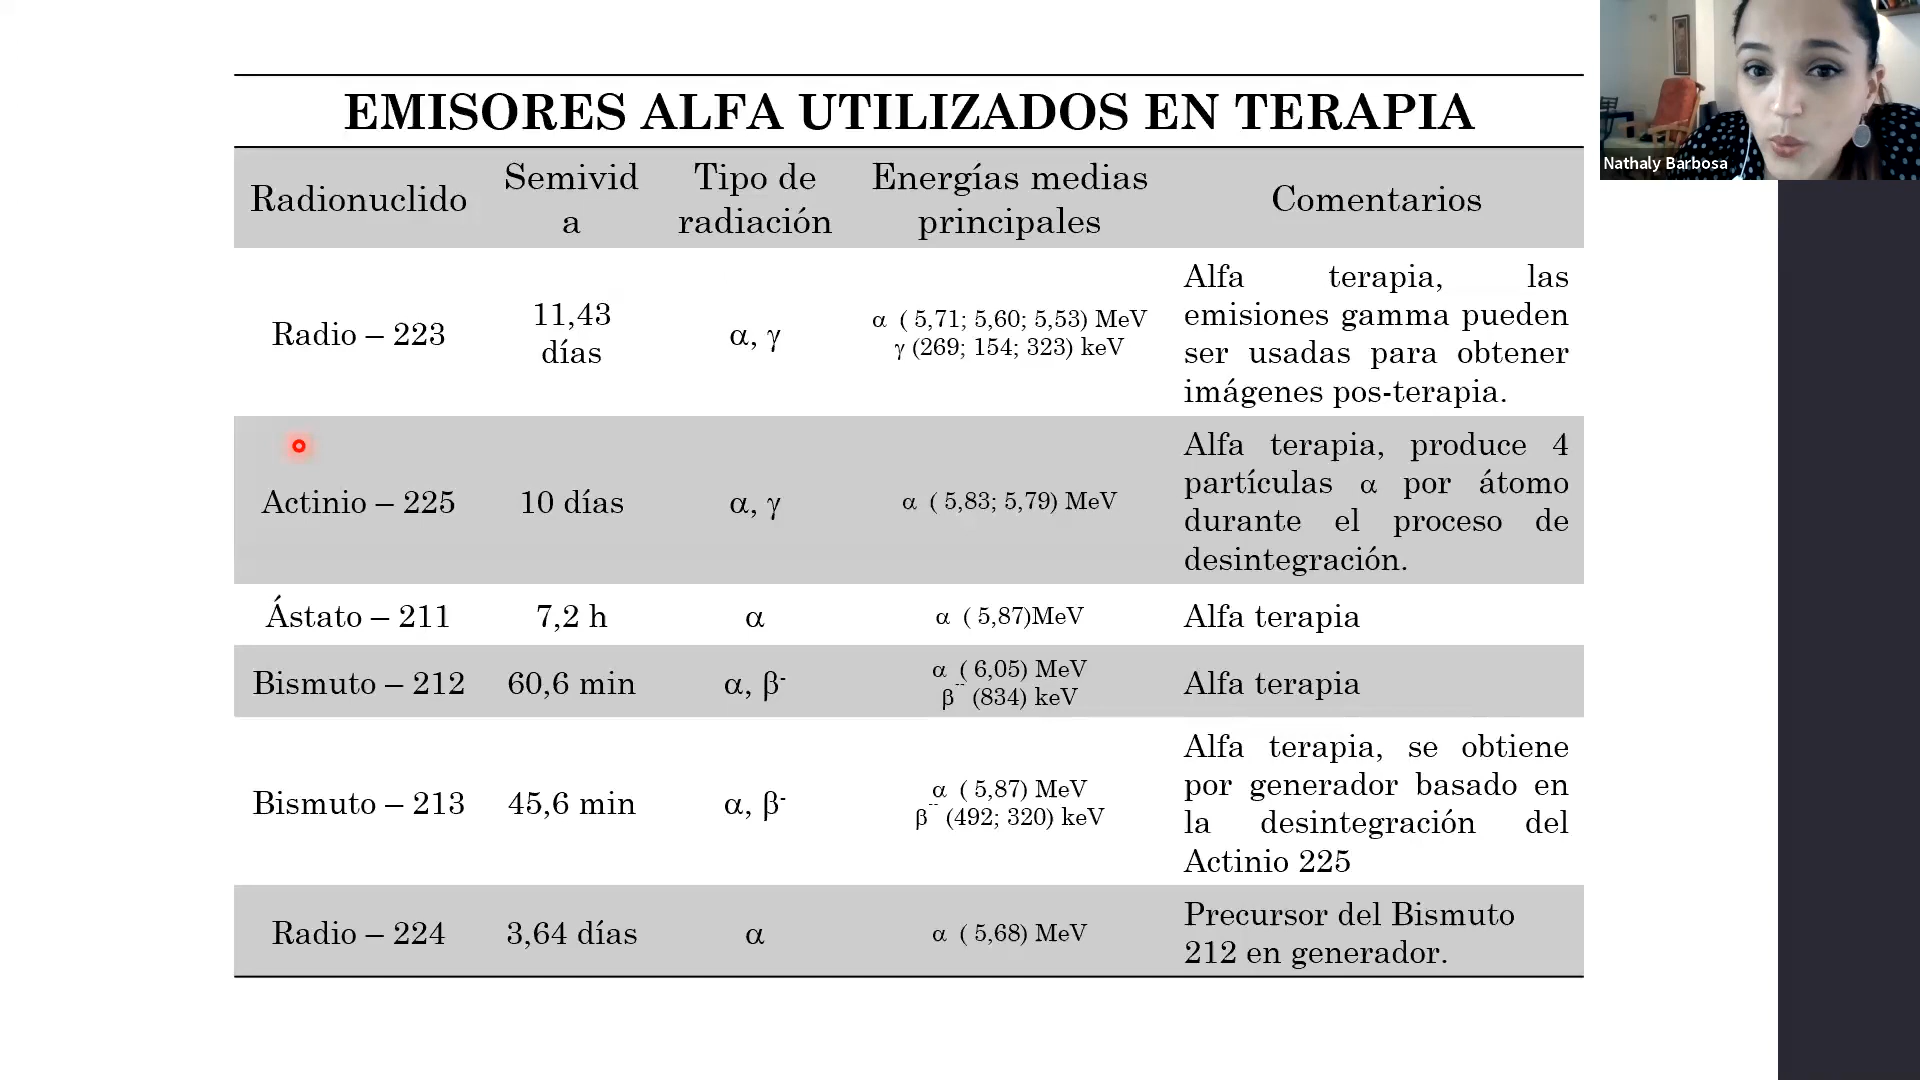 EMISORES ALFA UTILIZADOS EN TERAPIA
Radionuclido
Semivid
a
Tipo de
radiación
Energías medias
principales
Comentarios
Radio – 223
11,43
días
α, γ
α ( 5,71; 5,60; 5,53) MeV
γ (269; 154; 323) keV
Alfa terapia, las
emisiones gamma pueden
ser usadas para obtener
imágenes pos-terapia.
Actinio – 225
10 días
α, γ
α ( 5,83; 5,79) MeV
Alfa terapia, produce 4
partículas α por átomo
durante el proceso de
desintegración.
Ástato – 211
7,2 h
α
α ( 5,87)MeV
Alfa terapia
Bismuto – 212
60,6 min
α, β-
α ( 6,05) MeV
β-- (834) keV
Alfa terapia
Bismuto – 213
45,6 min
α, β-
α ( 5,87) MeV
β-- (492; 320) keV
Alfa terapia, se obtiene
por generador basado en
la desintegración del
Actinio 225
Radio – 224
3,64 días
α
α ( 5,68) MeV
Precursor del Bismuto
212 en generador.
Nathaly Barbosa